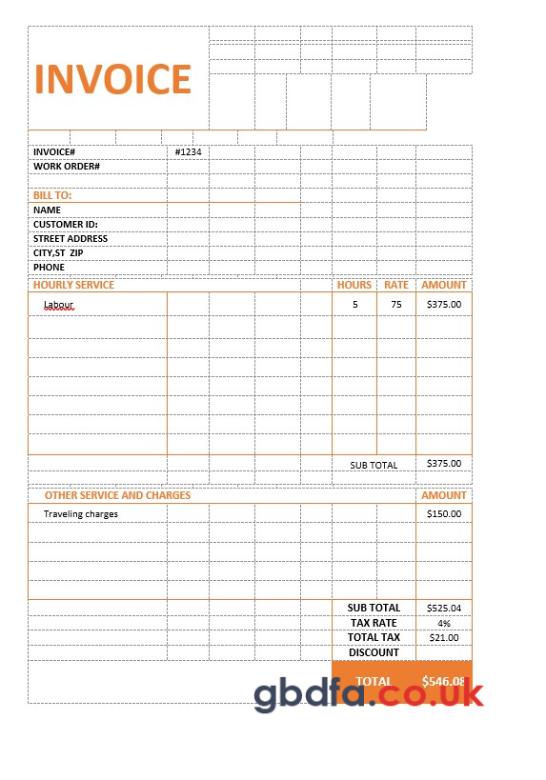 INVOICE
INVOICE# #1234
WORK ORDER#
BILL TO:
NAME
CUSTOMER ID:
STREET ADDRESS
CITY,ST ZIP
PHONE
HOURLY SERVICE HOURS RATE AMOUNT
Labour 5 75 $375.00
SUB TOTAL $375.00
OTHER SERVICE AND CHARGES AMOUNT
Traveling charges $150.00
SUB TOTAL $525.04
TAX RATE 4%
TOTAL TAX $21.00
DISCOUNT
TOTAL $546.08
gbdfa.co.uk